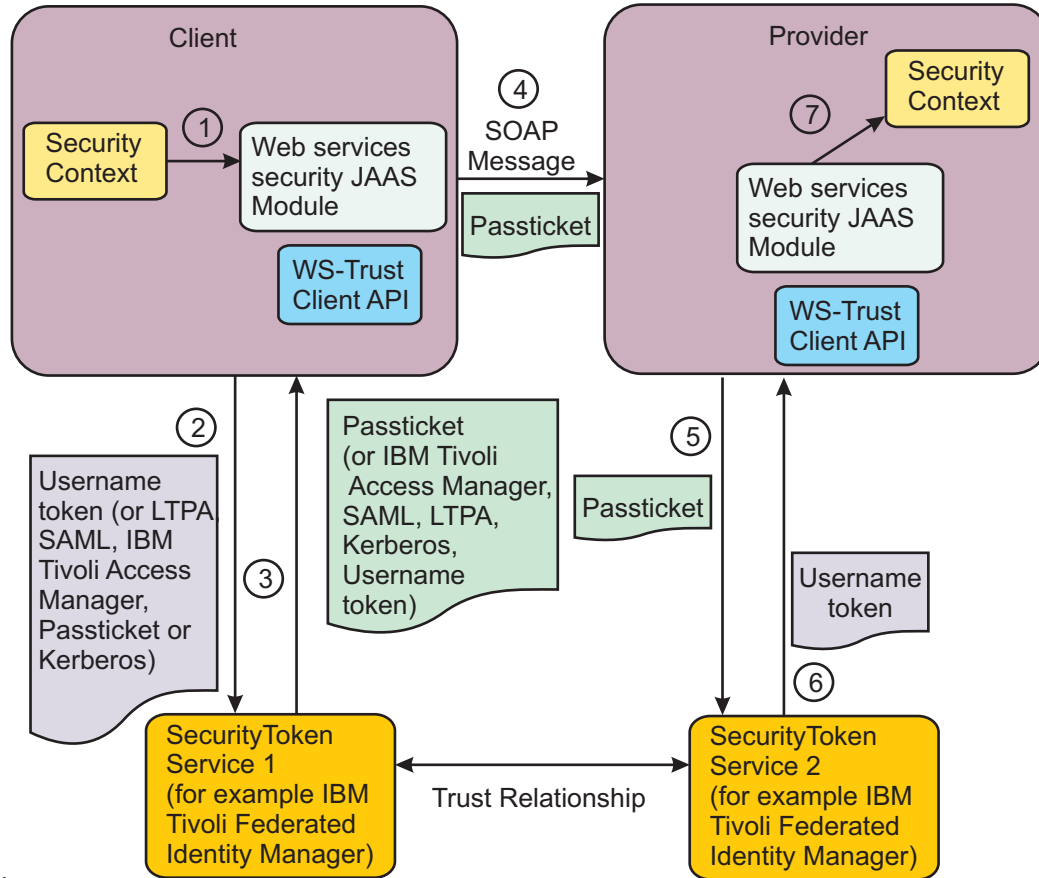 Client
Provider
Security
Context
1
Web services
security JAAS
Module
WS-Trust
Client API
4
SOAP
Message
Passticket
7
Security
Context
Web services
security JAAS
Module
WS-Trust
Client API
2
Username
token (or LTPA,
SAML, IBM
Tivoli Access
Manager,
Passticket or
Kerberos)
3
Passticket
(or IBM Tivoli
Access Manager,
SAML, LTPA,
Kerberos,
Username
token)
5
Passticket
Username
token
6
SecurityToken
Service 1
(for example IBM
Tivoli Federated
Identity Manager)
Trust Relationship
SecurityToken
Service 2
(for example IBM
Tivoli Federated
Identity Manager)